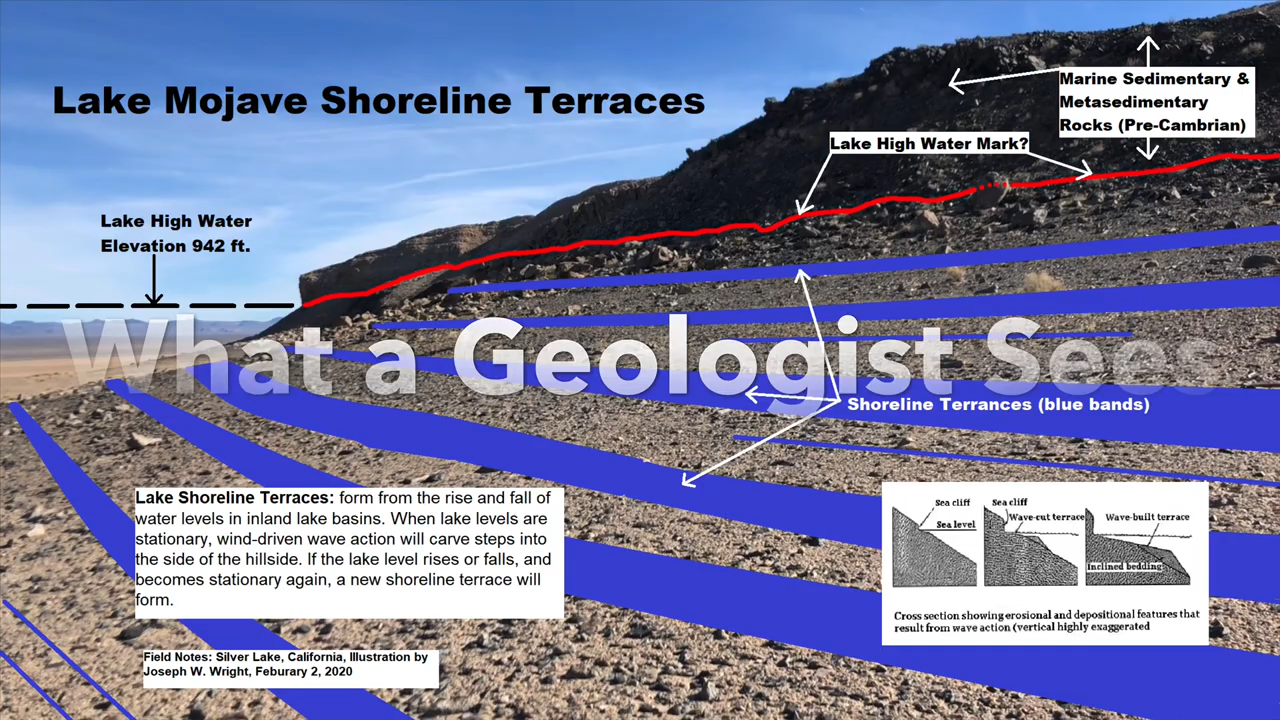 Lake Mojave Shoreline Terraces
Marine Sedimentary &
Metasedimentary
Rocks (Pre-Cambrian)
Lake High Water Mark?
Lake High Water
Elevation 942 ft.
What a Geologist Sees
Shoreline Terrances (blue bands)
Lake Shoreline Terraces: form from the rise and fall of
water levels in inland lake basins. When lake levels are
stationary, wind-driven wave action will carve steps into
the side of the hillside. If the lake level rises or falls, and
becomes stationary again, a new shoreline terrace will
form.
Sea cliff
Sea level
Sea cliff
Wave-cut terrace
Wave-built terrace
Inclined bedding
Cross section showing erosional and depositional features that
result from wave action (vertical highly exaggerated
Field Notes: Silver Lake, California, Illustration by
Joseph W. Wright, Feburary 2, 2020